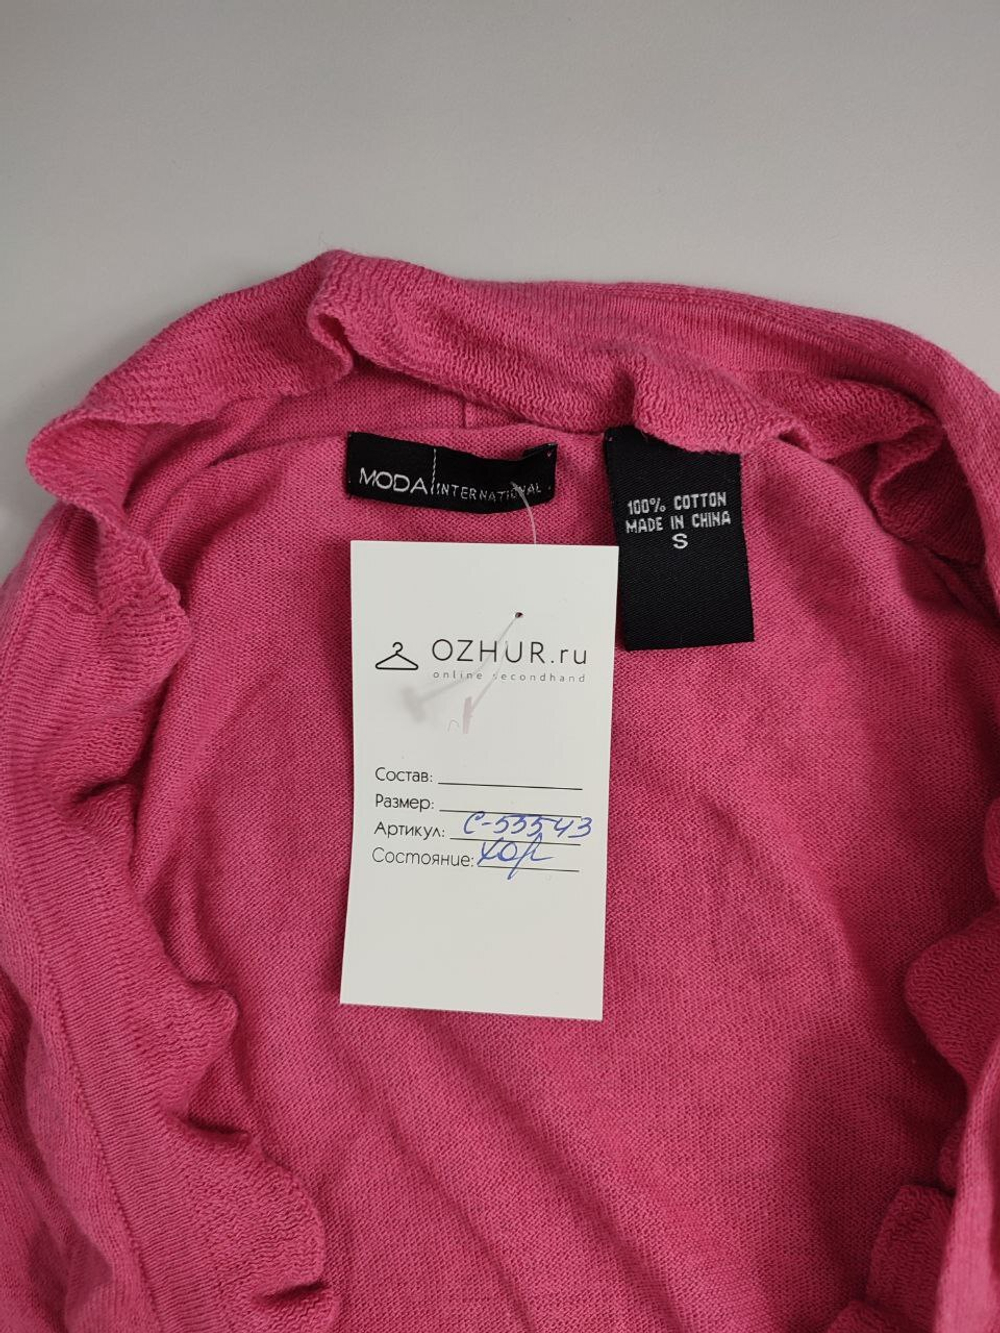 MODA INTERNATIONAL
100% COTTON
MADE IN CHINA
S
OZHUR.ru
online secondhand
Состав:
Размер:
Артикул: С-53543
Состояние: хор